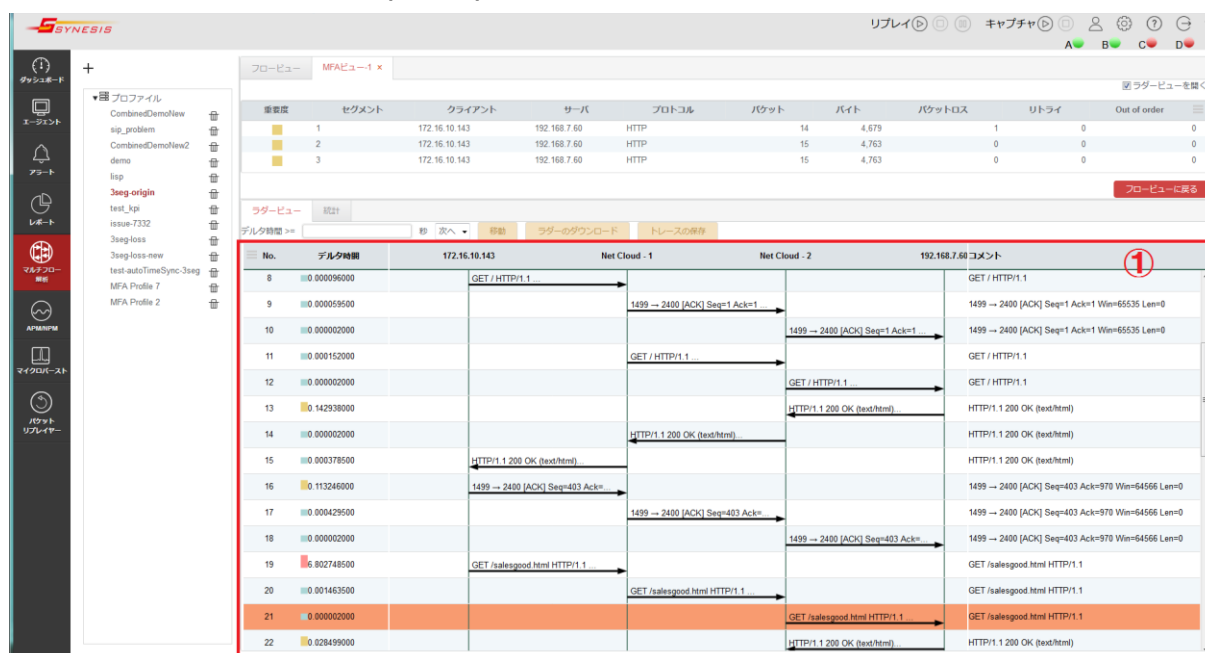 SYNESIS
リプレイ キャプチャ
A B C D
ダッシュボード
エージェント
アラート
レポート
マルチフロー
解析
APM/NPM
マイクロバースト
パケット
リプレイヤー
+
▼ プロファイル
CombinedDemoNew
sip_problem
CombinedDemoNew2
demo
lisp
3seg-origin
test_kpi
issue-7332
3seg-loss
3seg-loss-new
test-autoTimeSync-3seg
MFA Profile 7
MFA Profile 2
フロービュー MFAビュー-1 ×
ラダービューを開く
重要度 セグメント クライアント サーバ プロトコル パケット バイト パケットロス リトライ Out of order
1 172.16.10.143 192.168.7.60 HTTP 14 4,679 1 0 0
2 172.16.10.143 192.168.7.60 HTTP 15 4,763 0 0 0
3 172.16.10.143 192.168.7.60 HTTP 15 4,763 0 0 0
フロービューに戻る
ラダービュー 統計
デルタ時間 >= 秒 次へ 移動 ラダーのダウンロード トレースの保存
No. デルタ時間 172.16.10.143 Net Cloud - 1 Net Cloud - 2 192.168.7.60 コメント ①
8 0.000096000 GET / HTTP/1.1 ... GET / HTTP/1.1
9 0.000059500 1499 → 2400 [ACK] Seq=1 Ack=1 ... 1499 → 2400 [ACK] Seq=1 Ack=1 Win=65535 Len=0
10 0.000002000 1499 → 2400 [ACK] Seq=1 Ack=1 ... 1499 → 2400 [ACK] Seq=1 Ack=1 Win=65535 Len=0
11 0.000152000 GET / HTTP/1.1 ... GET / HTTP/1.1
12 0.000002000 GET / HTTP/1.1 ... GET / HTTP/1.1
13 0.142938000 HTTP/1.1 200 OK (text/html)... HTTP/1.1 200 OK (text/html)
14 0.000002000 HTTP/1.1 200 OK (text/html)... HTTP/1.1 200 OK (text/html)
15 0.000378500 HTTP/1.1 200 OK (text/html)... HTTP/1.1 200 OK (text/html)
16 0.113246000 1499 → 2400 [ACK] Seq=403 Ack=... 1499 → 2400 [ACK] Seq=403 Ack=970 Win=64566 Len=0
17 0.000429500 1499 → 2400 [ACK] Seq=403 Ack=... 1499 → 2400 [ACK] Seq=403 Ack=970 Win=64566 Len=0
18 0.000002000 1499 → 2400 [ACK] Seq=403 Ack=... 1499 → 2400 [ACK] Seq=403 Ack=970 Win=64566 Len=0
19 6.802748500 GET /salesgood.html HTTP/1.1 ... GET /salesgood.html HTTP/1.1
20 0.001463500 GET /salesgood.html HTTP/1.1 ... GET /salesgood.html HTTP/1.1
21 0.000002000 GET /salesgood.html HTTP/1.1 ... GET /salesgood.html HTTP/1.1
22 0.028499000 HTTP/1.1 200 OK (text/html)... HTTP/1.1 200 OK (text/html)